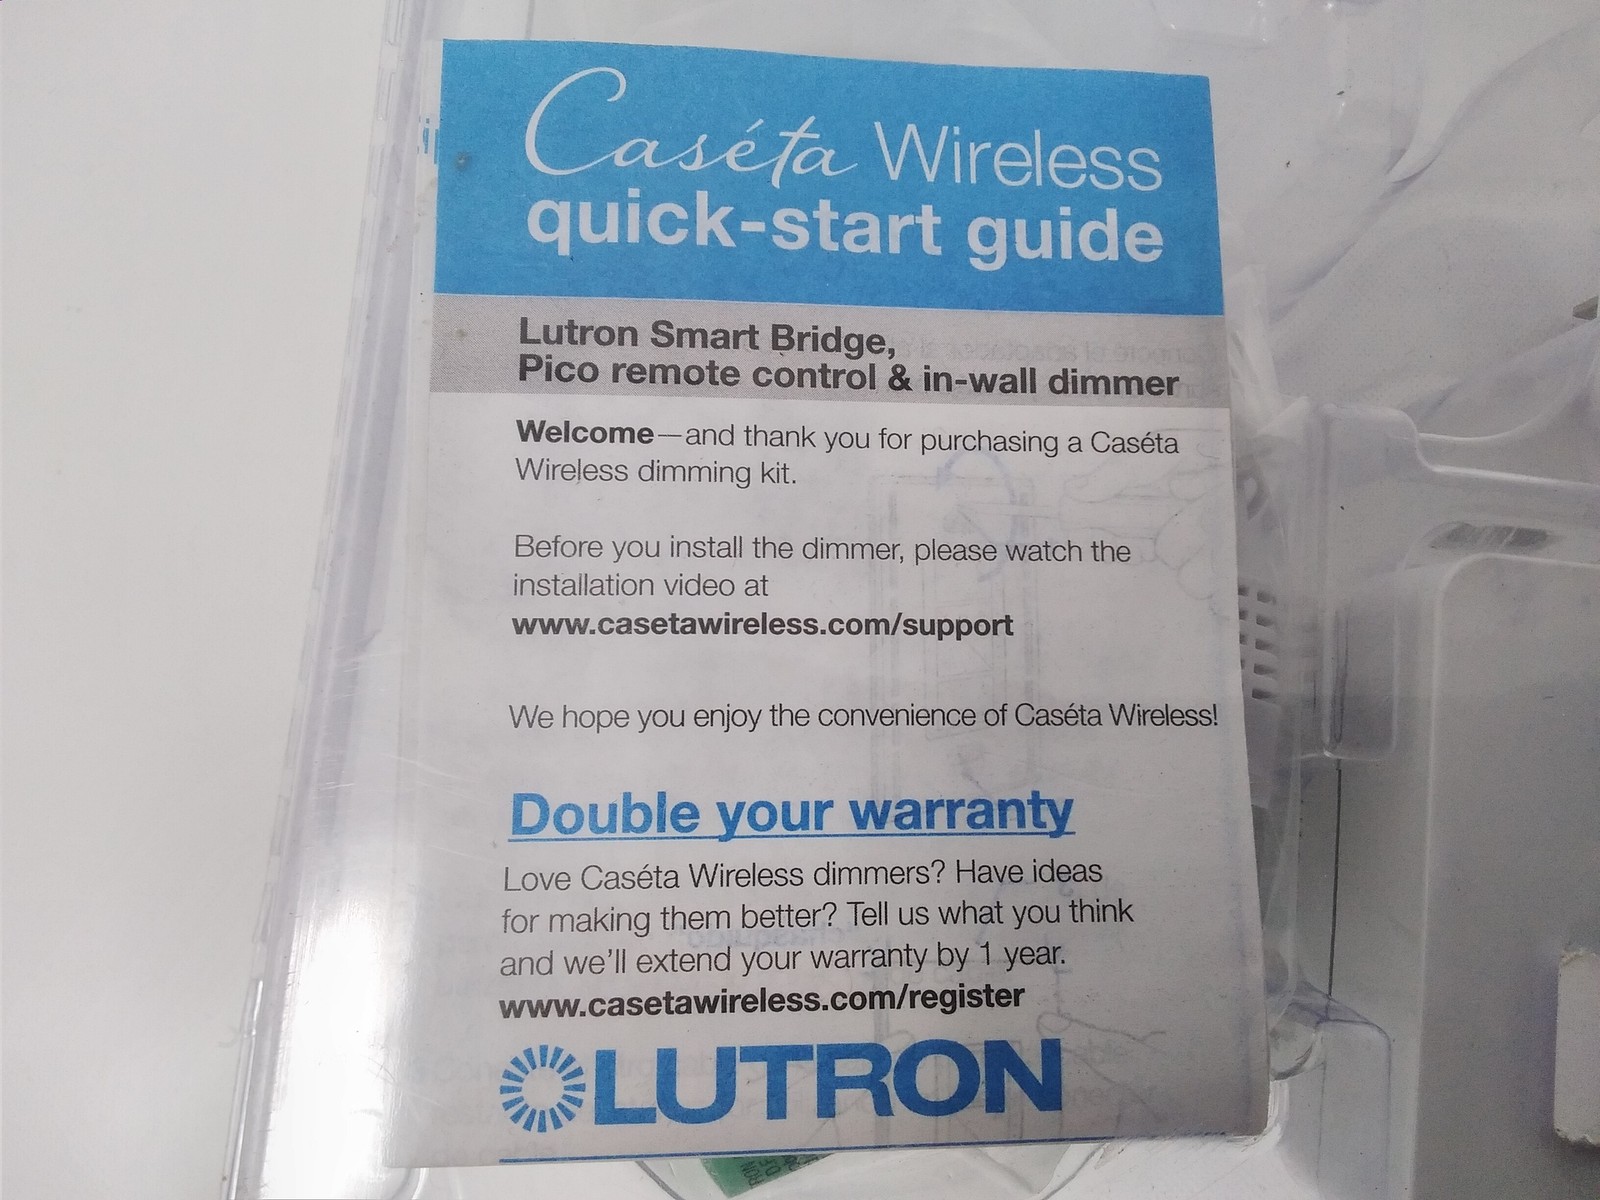 Caséta Wireless
quick-start guide
Lutron Smart Bridge,
Pico remote control & in-wall dimmer
Welcome—and thank you for purchasing a Caséta
Wireless dimming kit.
Before you install the dimmer, please watch the
installation video at
www.casetawireless.com/support
We hope you enjoy the convenience of Caséta Wireless!
Double your warranty
Love Caséta Wireless dimmers? Have ideas
for making them better? Tell us what you think
and we'll extend your warranty by 1 year.
www.casetawireless.com/register
LUTRON